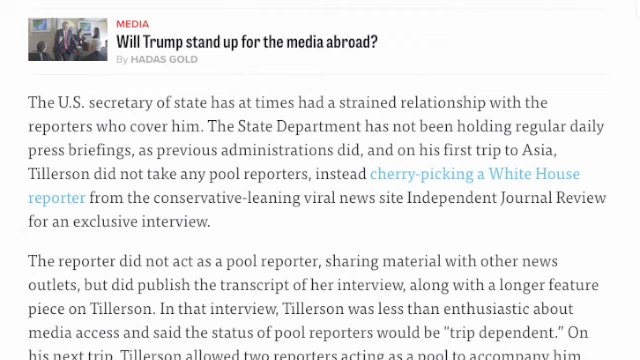 MEDIA
Will Trump stand up for the media abroad?
By HADAS GOLD
The U.S. secretary of state has at times had a strained relationship with the
reporters who cover him. The State Department has not been holding regular daily
press briefings, as previous administrations did, and on his first trip to Asia,
Tillerson did not take any pool reporters, instead cherry-picking a White House
reporter from the conservative-leaning viral news site Independent Journal Review
for an exclusive interview.
The reporter did not act as a pool reporter, sharing material with other news
outlets, but did publish the transcript of her interview, along with a longer feature
piece on Tillerson. In that interview, Tillerson was less than enthusiastic about
media access and said the status of pool reporters would be “trip dependent.” On
his next trip, Tillerson allowed two reporters acting as a pool to accompany him